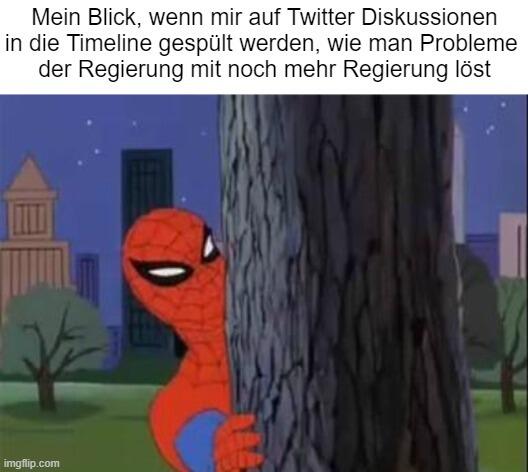 Mein Blick, wenn mir auf Twitter Diskussionen
in die Timeline gespült werden, wie man Probleme
der Regierung mit noch mehr Regierung löst
imgflip.com